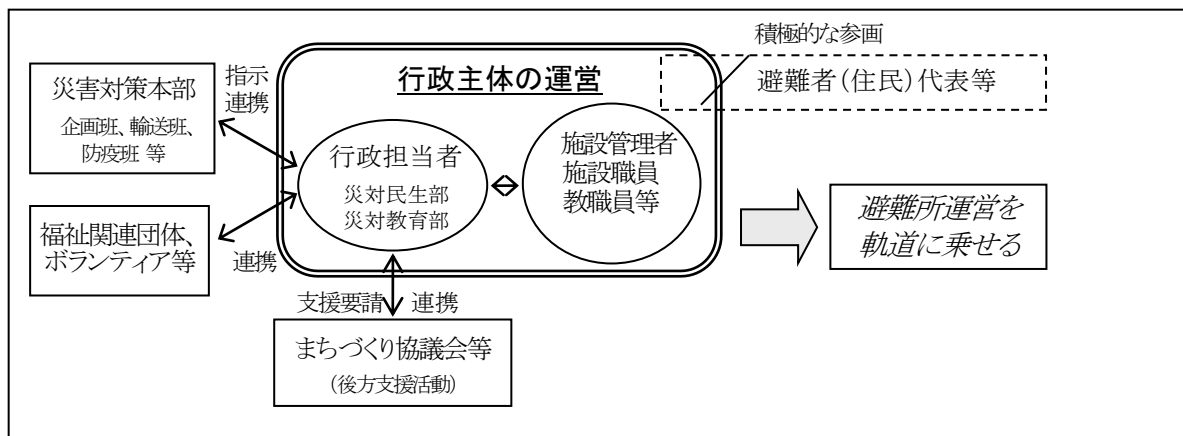 積極的な参画
行政主体の運営
避難者(住民)代表等
災害対策本部
企画班、輸送班、
防疫班 等
指示
連携
行政担当者
災対民生部
災対教育部
施設管理者
施設職員
教職員等
福祉関連団体、
ボランティア等
連携
避難所運営を
軌道に乗せる
支援要請
連携
まちづくり協議会等
(後方支援活動)